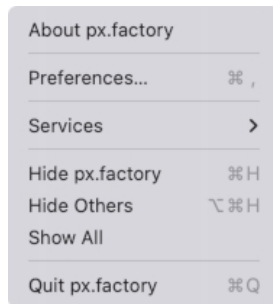 About px.factory
Preferences... ⌘ ,
Services
Hide px.factory ⌘ H
Hide Others ⌥ ⌘ H
Show All
Quit px.factory ⌘ Q